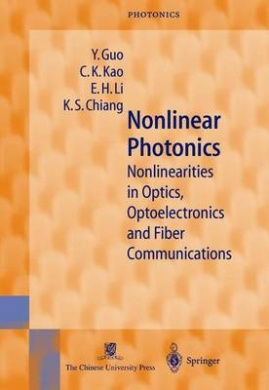 PHOTONICS
Y. Guo
C. K. Kao
E. H. Li
K. S. Chiang
Nonlinear
Photonics
Nonlinearities
in Optics,
Optoelectronics
and Fiber
Communications
The Chinese University Press
Springer